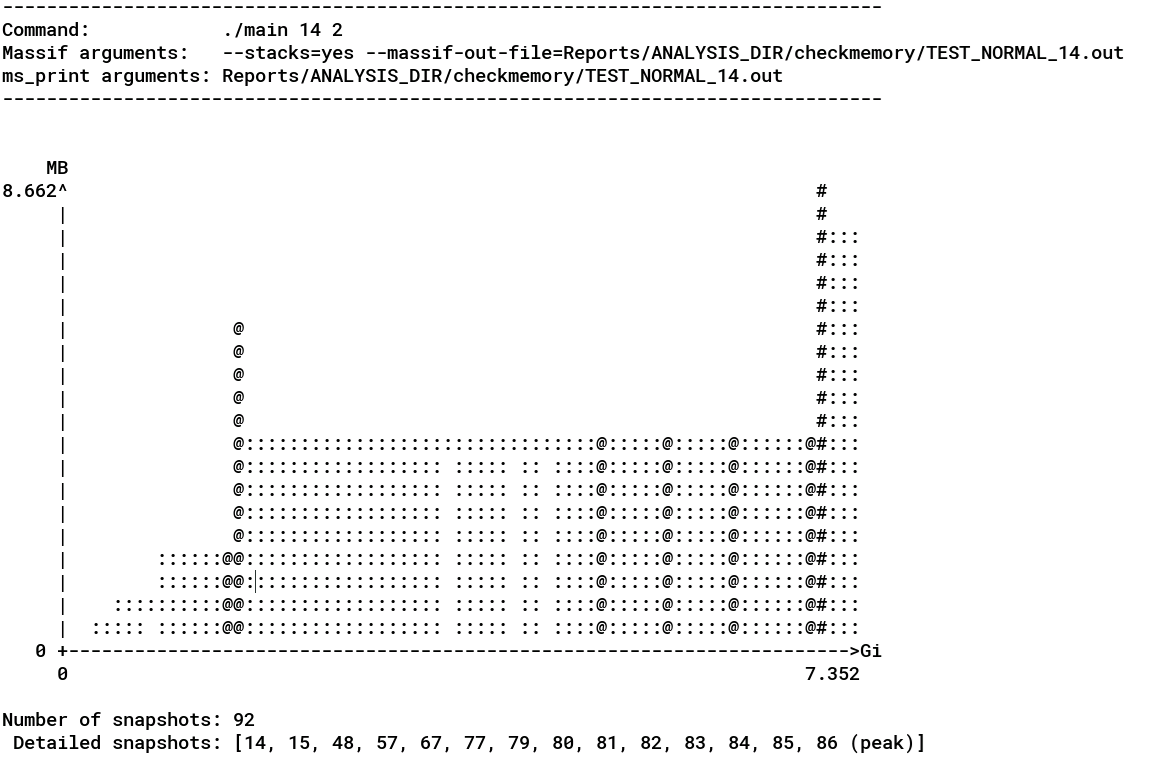 --------------------------------------------------------------------------------
Command:            ./main 14 2
Massif arguments:   --stacks=yes --massif-out-file=Reports/ANALYSIS_DIR/checkmemory/TEST_NORMAL_14.out
ms_print arguments: Reports/ANALYSIS_DIR/checkmemory/TEST_NORMAL_14.out
--------------------------------------------------------------------------------
    MB
8.662^                                                                    #
     |                                                                    #
     |                                                                    #:::
     |                                                                    #:::
     |                                                                    #:::
     |                                                                    #:::
     |               @                                                    #:::
     |               @                                                    #:::
     |               @                                                    #:::
     |               @                                                    #:::
     |               @                                                    #:::
     |               @::::::::::::::::::::::::::::::::@:::::@:::::@::::::@#:::
     |               @:::::::::::::::::: ::::: :: ::::@:::::@:::::@::::::@#:::
     |               @:::::::::::::::::: ::::: :: ::::@:::::@:::::@::::::@#:::
     |               @:::::::::::::::::: ::::: :: ::::@:::::@:::::@::::::@#:::
     |               @:::::::::::::::::: ::::: :: ::::@:::::@:::::@::::::@#:::
     |        ::::::@@:::::::::::::::::: ::::: :: ::::@:::::@:::::@::::::@#:::
     |        ::::::@@:::::::::::::::::: ::::: :: ::::@:::::@:::::@::::::@#:::
     |    ::::::::::@@:::::::::::::::::: ::::: :: ::::@:::::@:::::@::::::@#:::
     |  ::::: ::::::@@:::::::::::::::::: ::::: :: ::::@:::::@:::::@::::::@#:::
   0 +----------------------------------------------------------------------->Gi
     0                                                                   7.352
Number of snapshots: 92
 Detailed snapshots: [14, 15, 48, 57, 67, 77, 79, 80, 81, 82, 83, 84, 85, 86 (peak)]